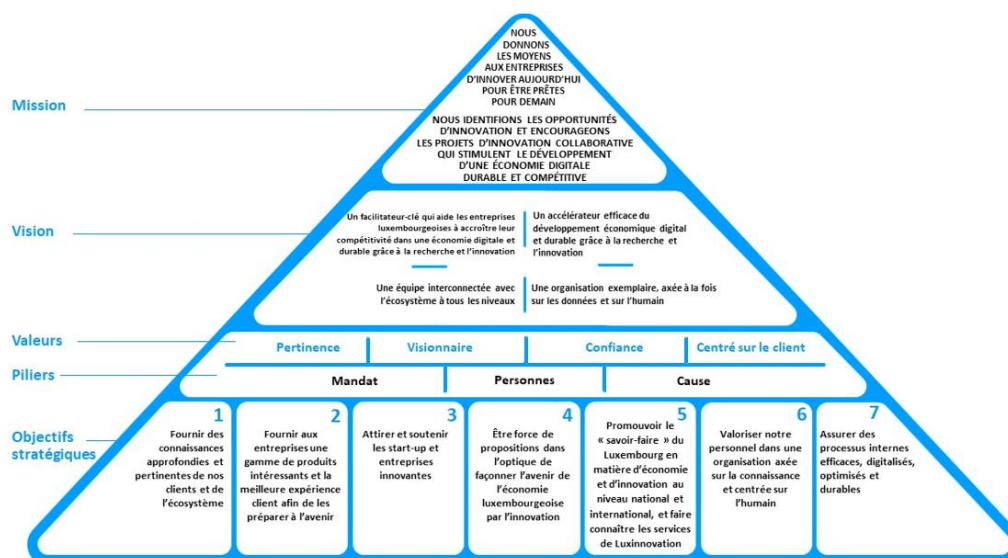 NOUS
DONNONS
LES MOYENS
AUX ENTREPRISES
D'INNOVER AUJOURD'HUI
POUR ÊTRE PRÊTES
POUR DEMAIN
NOUS IDENTIFIONS LES OPPORTUNITÉS
D'INNOVATION ET ENCOURAGEONS
LES PROJETS D'INNOVATION COLLABORATIVE
QUI STIMULENT LE DÉVELOPPEMENT
D'UNE ÉCONOMIE DIGITALE
DURABLE ET COMPÉTITIVE
Mission
Vision
Un facilitateur-clé qui aide les entreprises
luxembourgeoises à accroître leur
compétitivité dans une économie digitale et
durable grâce à la recherche et l'innovation
Un accélérateur efficace du
développement économique digital
et durable grâce à la recherche et
l'innovation
Une équipe interconnectée avec
l'écosystème à tous les niveaux
Une organisation exemplaire, axée à la fois
sur les données et sur l'humain
Valeurs
Pertinence
Visionnaire
Confiance
Centré sur le client
Piliers
Mandat
Personnes
Cause
Objectifs
stratégiques
1
Fournir des
connaissances
approfondies et
pertinentes de nos
clients et de
l'écosystème
2
Fournir aux
entreprises une
gamme de produits
intéressants et la
meilleure expérience
client afin de les
préparer à l'avenir
3
Attirer et soutenir
les start-up et
entreprises
innovantes
4
Être force de
propositions dans
l'optique de
façonner l'avenir de
l'économie
luxembourgeoise
par l'innovation
5
Promouvoir le
« savoir-faire » du
Luxembourg en
matière d'économie
et d'innovation au
niveau national et
international, et faire
connaître les services
de Luxinnovation
6
Valoriser notre
personnel dans une
organisation axée
sur la connaissance
et centrée sur
l'humain
7
Assurer des
processus internes
efficaces, digitalisés,
optimisés et
durables